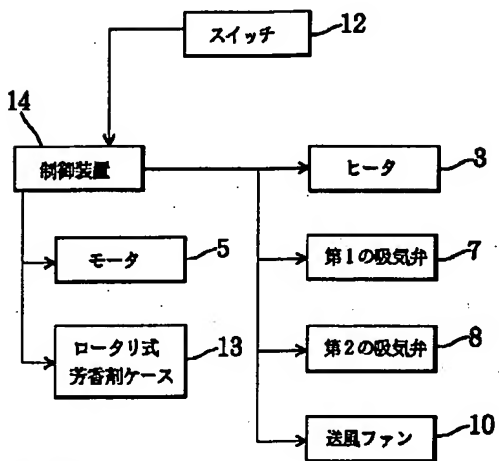 スイッチ 12
14
制御装置
ヒータ 3
モータ 5
第1の吸気弁 7
ロータリ式
芳香剤ケース 13
第2の吸気弁 8
送風ファン 10